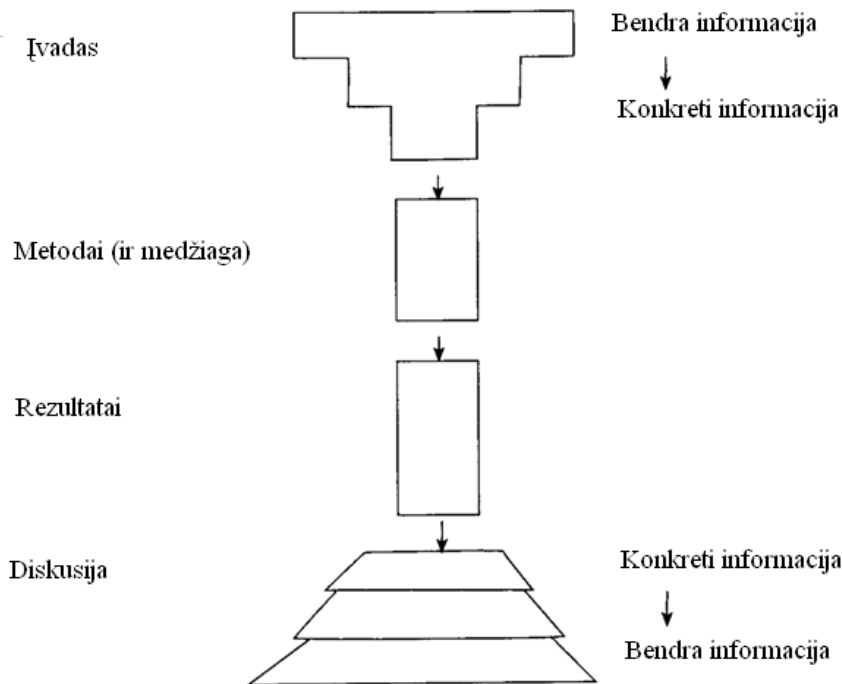 Įvadas
Bendra informacija
Konkreti informacija
Metodai (ir medžiaga)
Rezultatai
Diskusija
Konkreti informacija
Bendra informacija